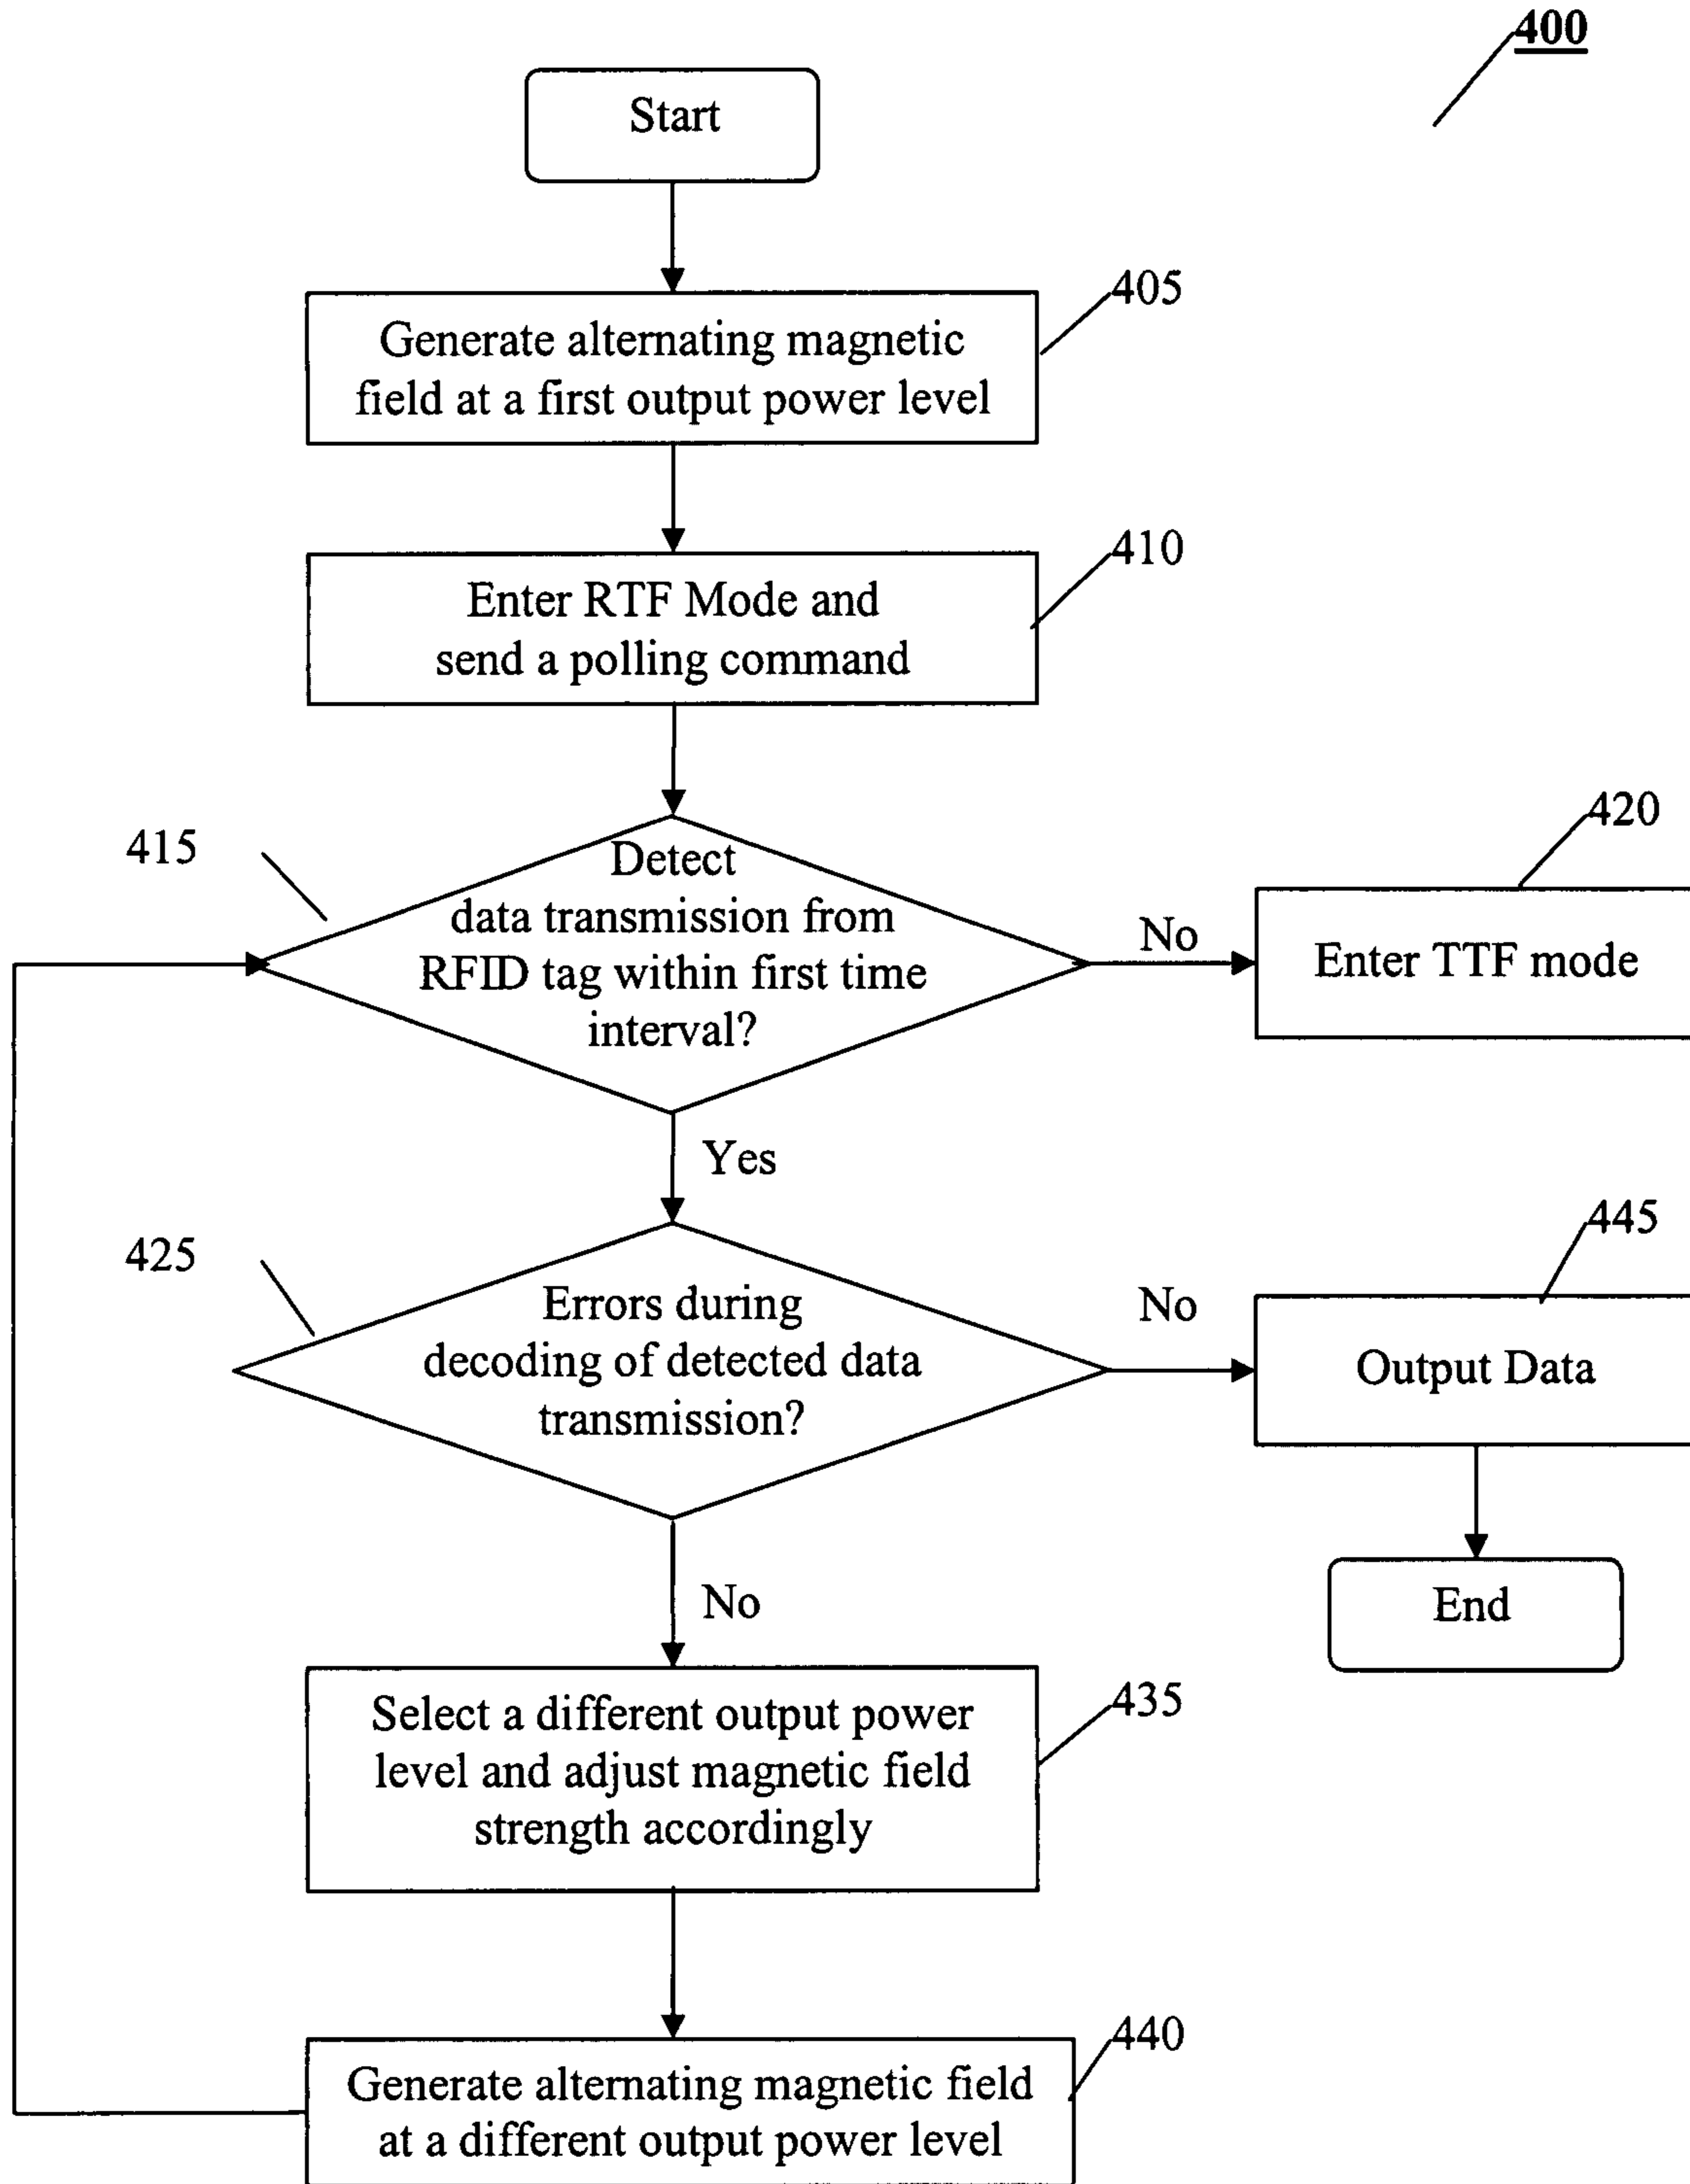 400
Start
405
Generate alternating magnetic
field at a first output power level
410
Enter RTF Mode and
send a polling command
415
Detect
data transmission from
RFID tag within first time
interval?
No
420
Enter TTF mode
Yes
425
Errors during
decoding of detected data
transmission?
No
445
Output Data
End
No
435
Select a different output power
level and adjust magnetic field
strength accordingly
440
Generate alternating magnetic field
at a different output power level